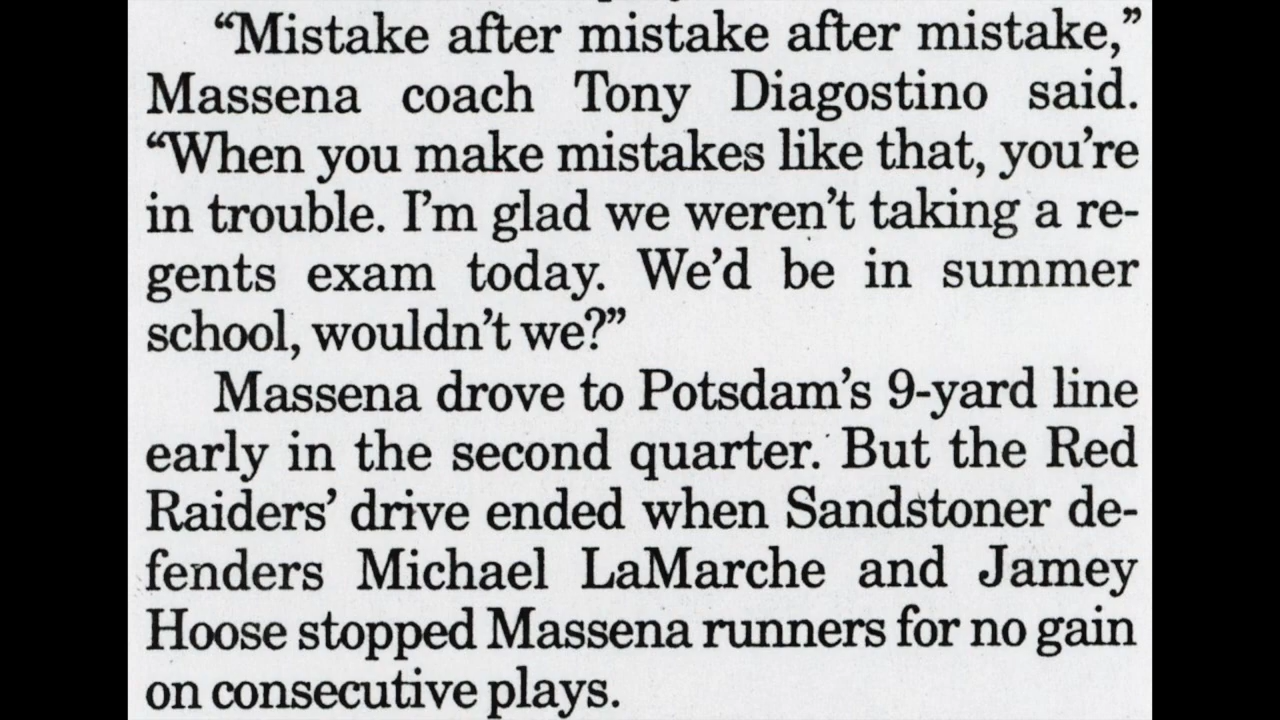 “Mistake after mistake after mistake,”
Massena coach Tony Diagostino said.
“When you make mistakes like that, you’re
in trouble. I’m glad we weren’t taking a re-
gents exam today. We’d be in summer
school, wouldn’t we?”
Massena drove to Potsdam’s 9-yard line
early in the second quarter. But the Red
Raiders’ drive ended when Sandstoner de-
fenders Michael LaMarche and Jamey
Hoose stopped Massena runners for no gain
on consecutive plays.